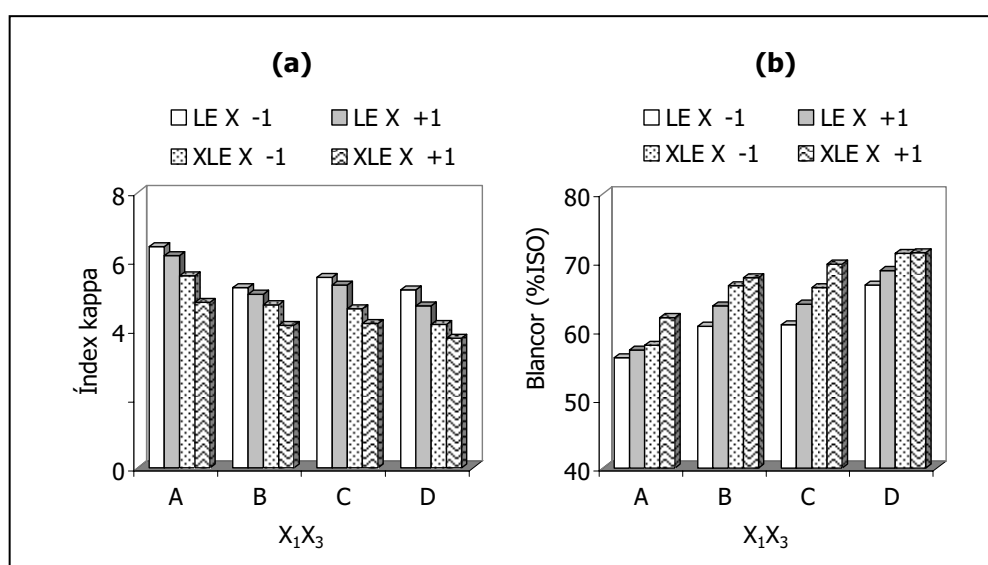 (a)
LE X -1
LE X +1
XLE X -1
XLE X +1
Índex kappa
8
6
4
0
A
B
C
D
X₁X₃
(b)
LE X -1
LE X +1
XLE X -1
XLE X +1
Blancor (%ISO)
80
70
60
50
40
A
B
C
D
X₁X₃